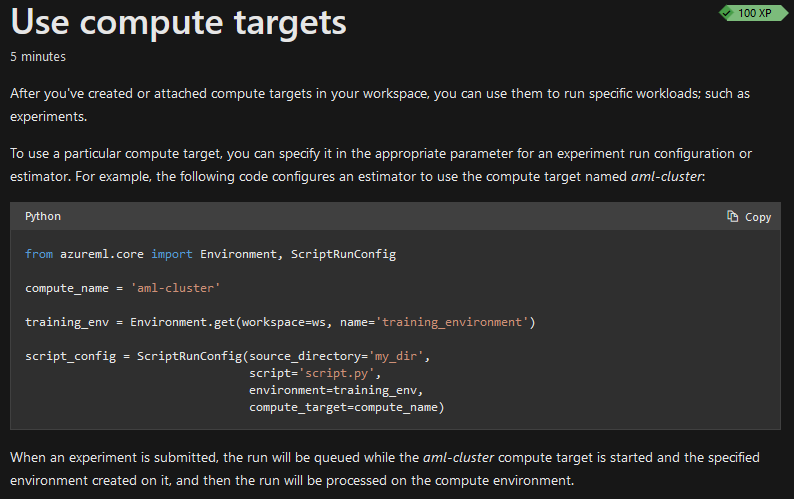 Use compute targets
100 XP
5 minutes
After you've created or attached compute targets in your workspace, you can use them to run specific workloads; such as
experiments.
To use a particular compute target, you can specify it in the appropriate parameter for an experiment run configuration or
estimator. For example, the following code configures an estimator to use the compute target named aml-cluster:
Python
Copy
from azureml.core import Environment, ScriptRunConfig
compute_name = 'aml-cluster'
training_env = Environment.get(workspace=ws, name='training_environment')
script_config = ScriptRunConfig(source_directory='my_dir',
script='script.py',
environment=training_env,
compute_target=compute_name)
When an experiment is submitted, the run will be queued while the aml-cluster compute target is started and the specified
environment created on it, and then the run will be processed on the compute environment.